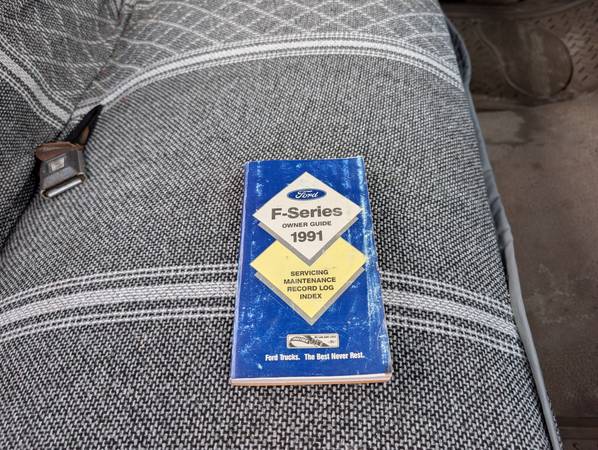 Ford
F-Series
OWNER GUIDE
1991
SERVICING
MAINTENANCE
RECORD LOG
INDEX
Ford Trucks. The Best Never Rest.